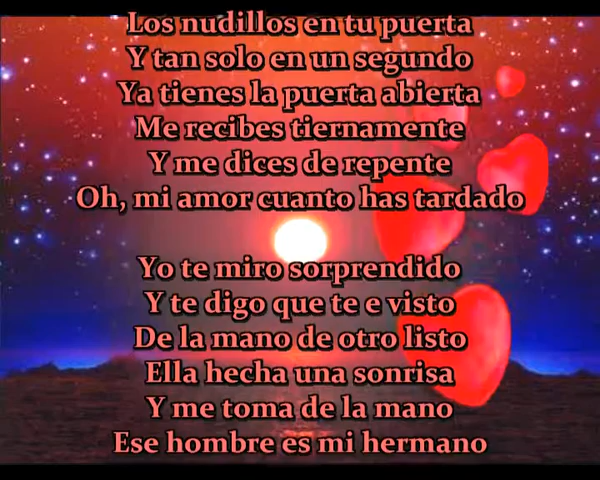 Los nudillos en tu puerta
Y tan solo en un segundo
Ya tienes la puerta abierta
Me recibes tiernamente
Y me dices de repente
Oh, mi amor cuanto has tardado
Yo te miro sorprendido
Y te digo que te e visto
De la mano de otro listo
Ella hecha una sonrisa
Y me toma de la mano
Ese hombre es mi hermano